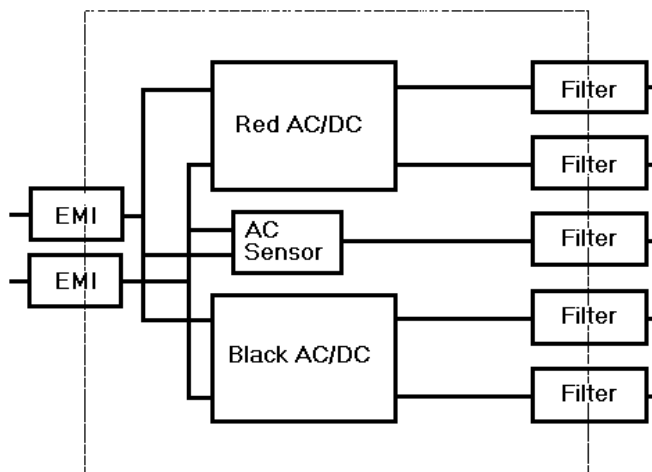 Red AC/DC
Filter
Filter
EMI
AC
Sensor
Filter
EMI
Black AC/DC
Filter
Filter